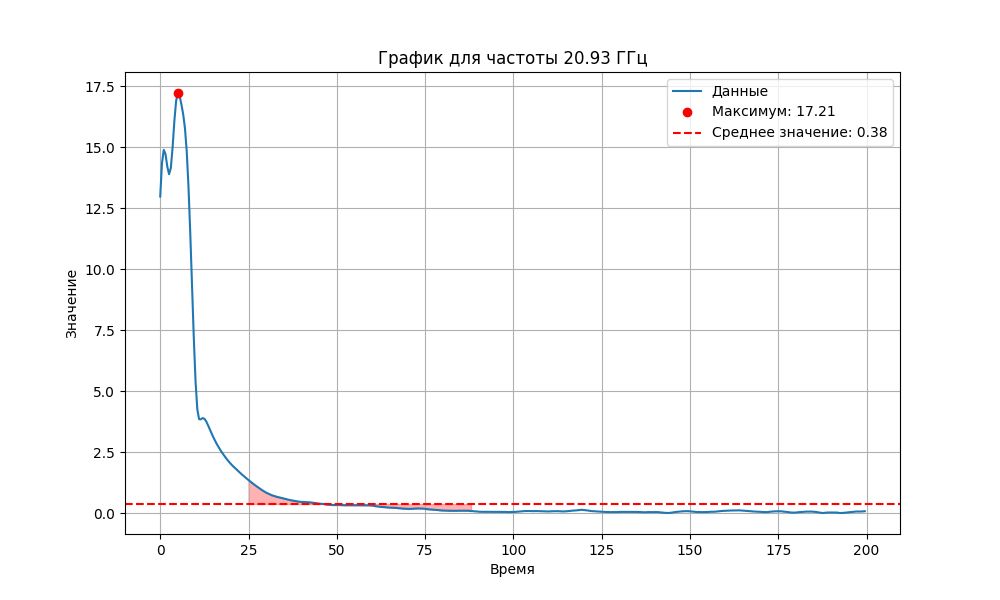 График для частоты 20.93 ГГц
Данные
Максимум: 17.21
Среднее значение: 0.38
Значение
17.5
15.0
12.5
10.0
7.5
5.0
2.5
0.0
0 25 50 75 100 125 150 175 200
Время